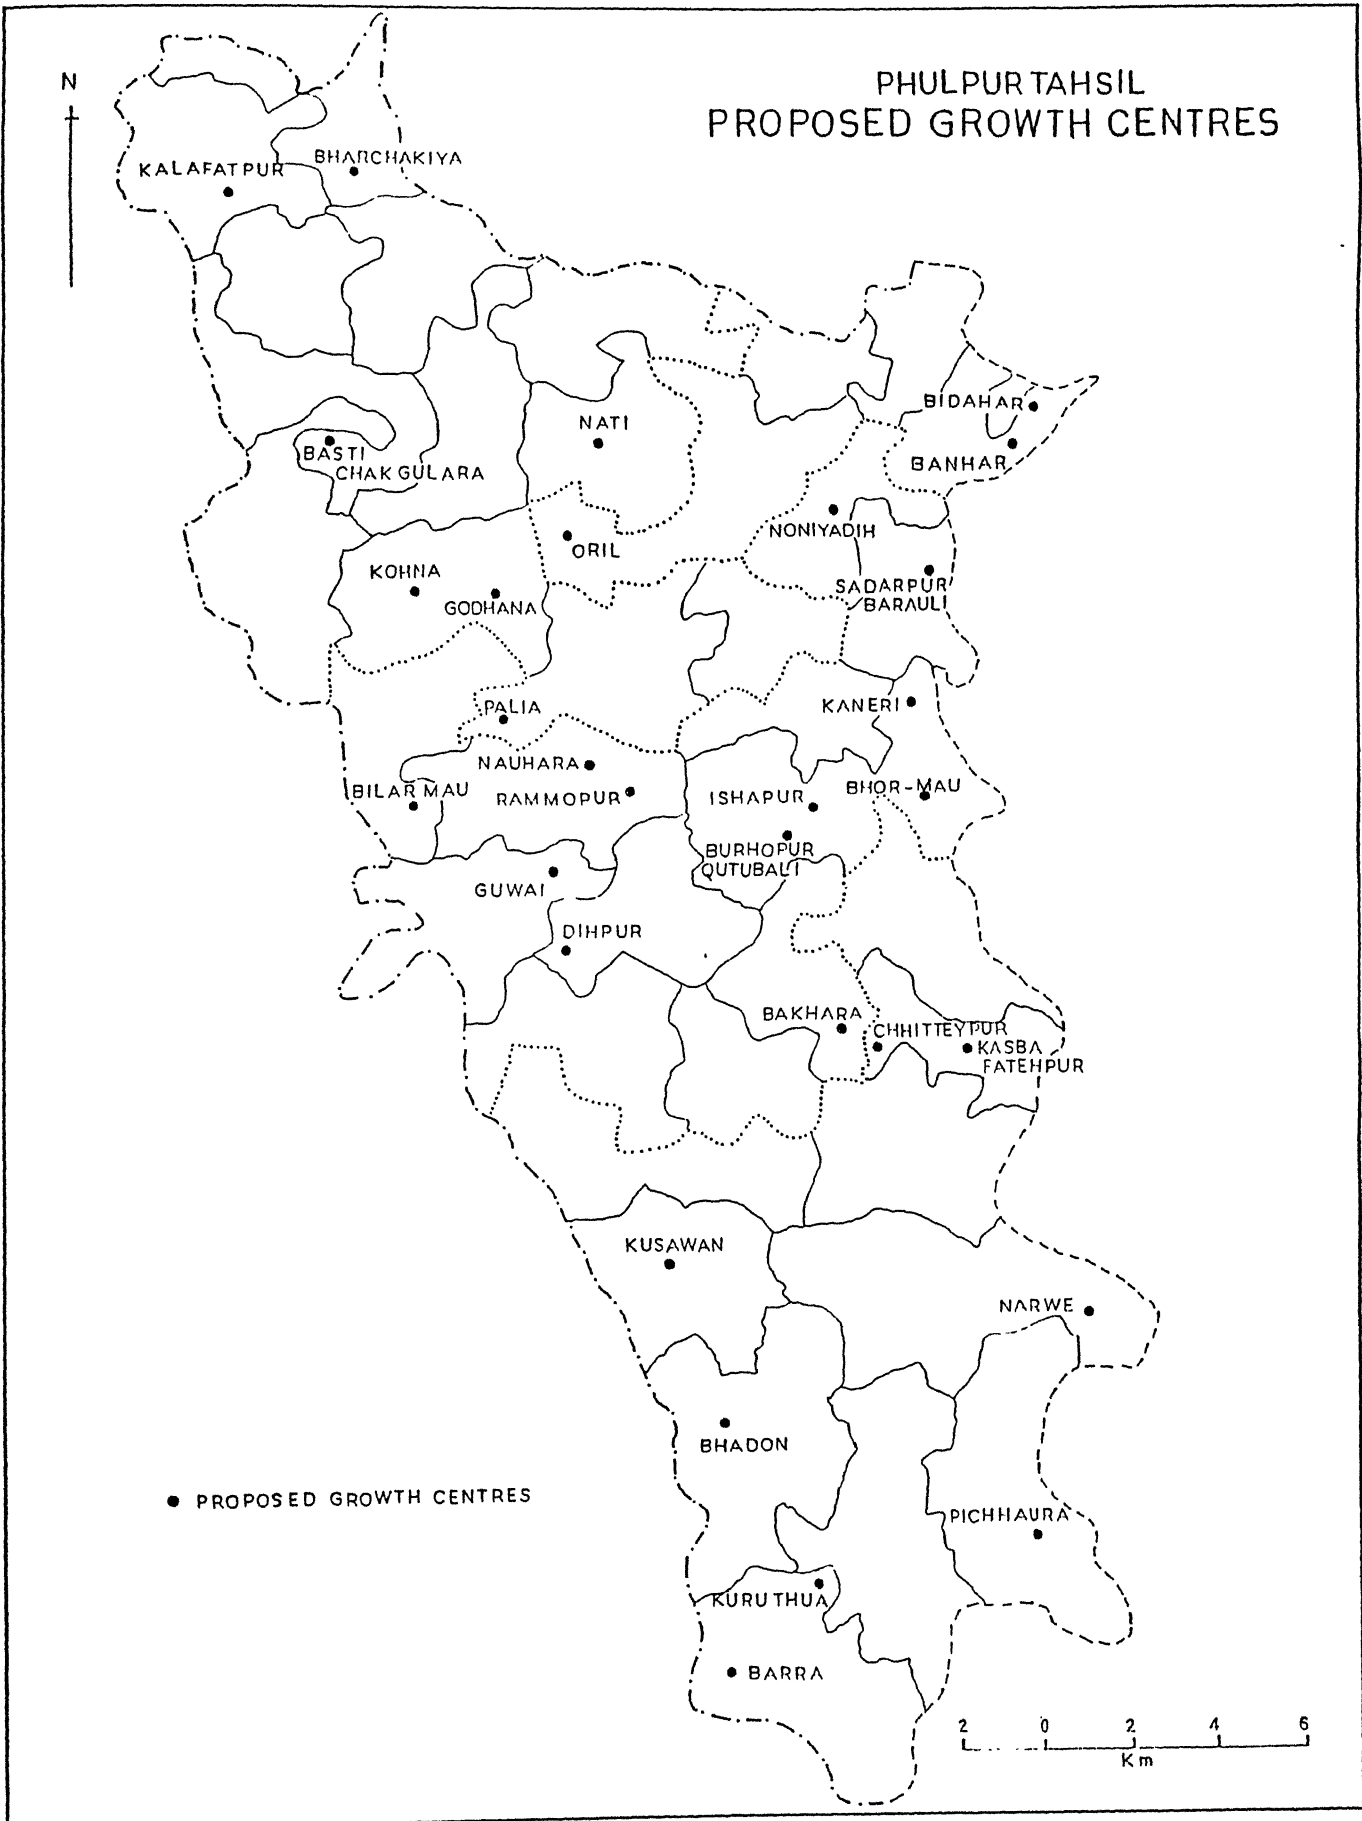 PHULPUR TAHSIL
PROPOSED GROWTH CENTRES
N
KALAFATPUR
BHARCHAKIYA
BIDAHAR
BANHAR
NATI
BASTI
CHAK GULARA
NONIYADIH
ORIL
KOHNA
GODHANA
SADARPUR
BARAULI
PALIA
KANERI
NAUHARA
BILAR MAU
RAMMOPUR
ISHAPUR
BHOR-MAU
BURHOPUR
QUTUBALI
GUWAI
DIHPUR
BAKHARA
CHHITTEYPUR
KASBA
FATEHPUR
KUSAWAN
NARWE
BHADON
PROPOSED GROWTH CENTRES
PICHHAURA
KURUTHUA
BARRA
2 0 2 4 6
Km